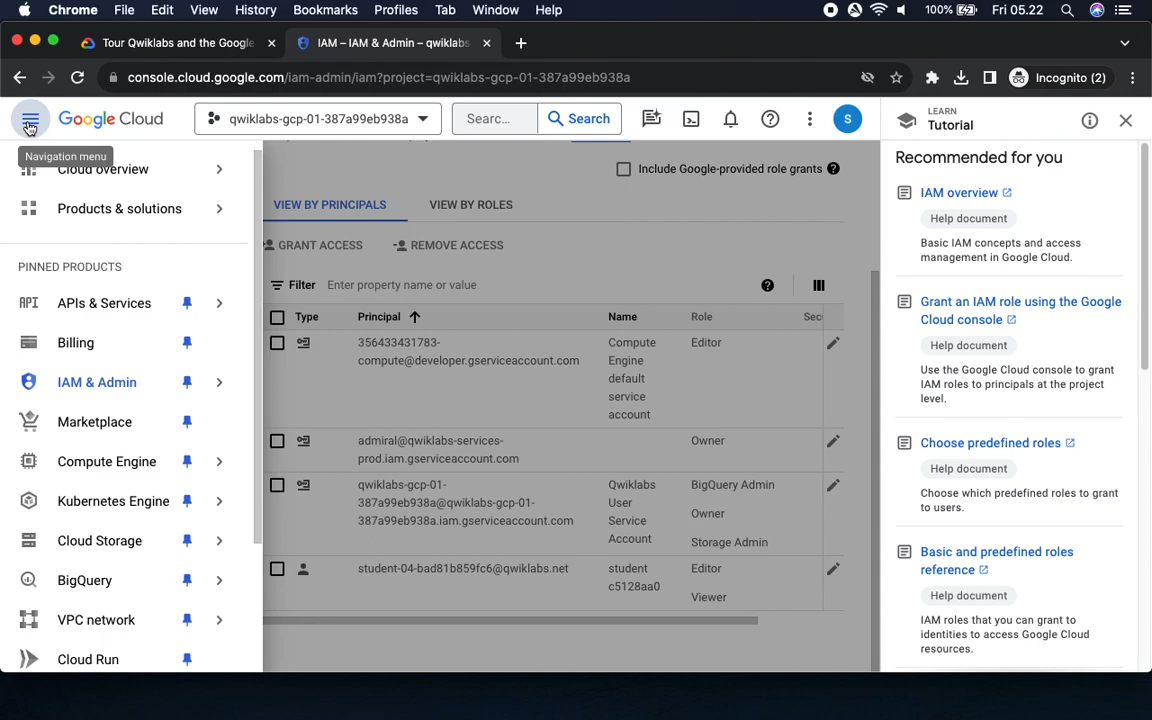 Chrome File Edit View History Bookmarks Profiles Tab Window Help 100% Fri 05.22
Tour Qwiklabs and the Google IAM – IAM & Admin – qwiklabs
console.cloud.google.com/iam-admin/iam?project=qwiklabs-gcp-01-387a99eb938a Incognito (2)
Google Cloud qwiklabs-gcp-01-387a99eb938a Searc... Search S
Navigation menu
Cloud overview
Products & solutions
PINNED PRODUCTS
API APIs & Services
Billing
IAM & Admin
Marketplace
Compute Engine
Kubernetes Engine
Cloud Storage
BigQuery
VPC network
Cloud Run
Include Google-provided role grants
VIEW BY PRINCIPALS VIEW BY ROLES
GRANT ACCESS REMOVE ACCESS
Filter Enter property name or value
Type Principal Name Role Sec
356433431783-
compute@developer.gserviceaccount.com
Compute
Engine
default
service
account
Editor
admiral@qwiklabs-services-
prod.iam.gserviceaccount.com
Owner
qwiklabs-gcp-01-
387a99eb938a@qwiklabs-gcp-01-
387a99eb938a.iam.gserviceaccount.com
Qwiklabs
User
Service
Account
BigQuery Admin
Owner
Storage Admin
student-04-bad81b859fc6@qwiklabs.net
student
c5128aa0
Editor
Viewer
LEARN
Tutorial
Recommended for you
IAM overview
Help document
Basic IAM concepts and access
management in Google Cloud.
Grant an IAM role using the Google
Cloud console
Help document
Use the Google Cloud console to grant
IAM roles to principals at the project
level.
Choose predefined roles
Help document
Choose which predefined roles to grant
to users.
Basic and predefined roles
reference
Help document
IAM roles that you can grant to
identities to access Google Cloud
resources.